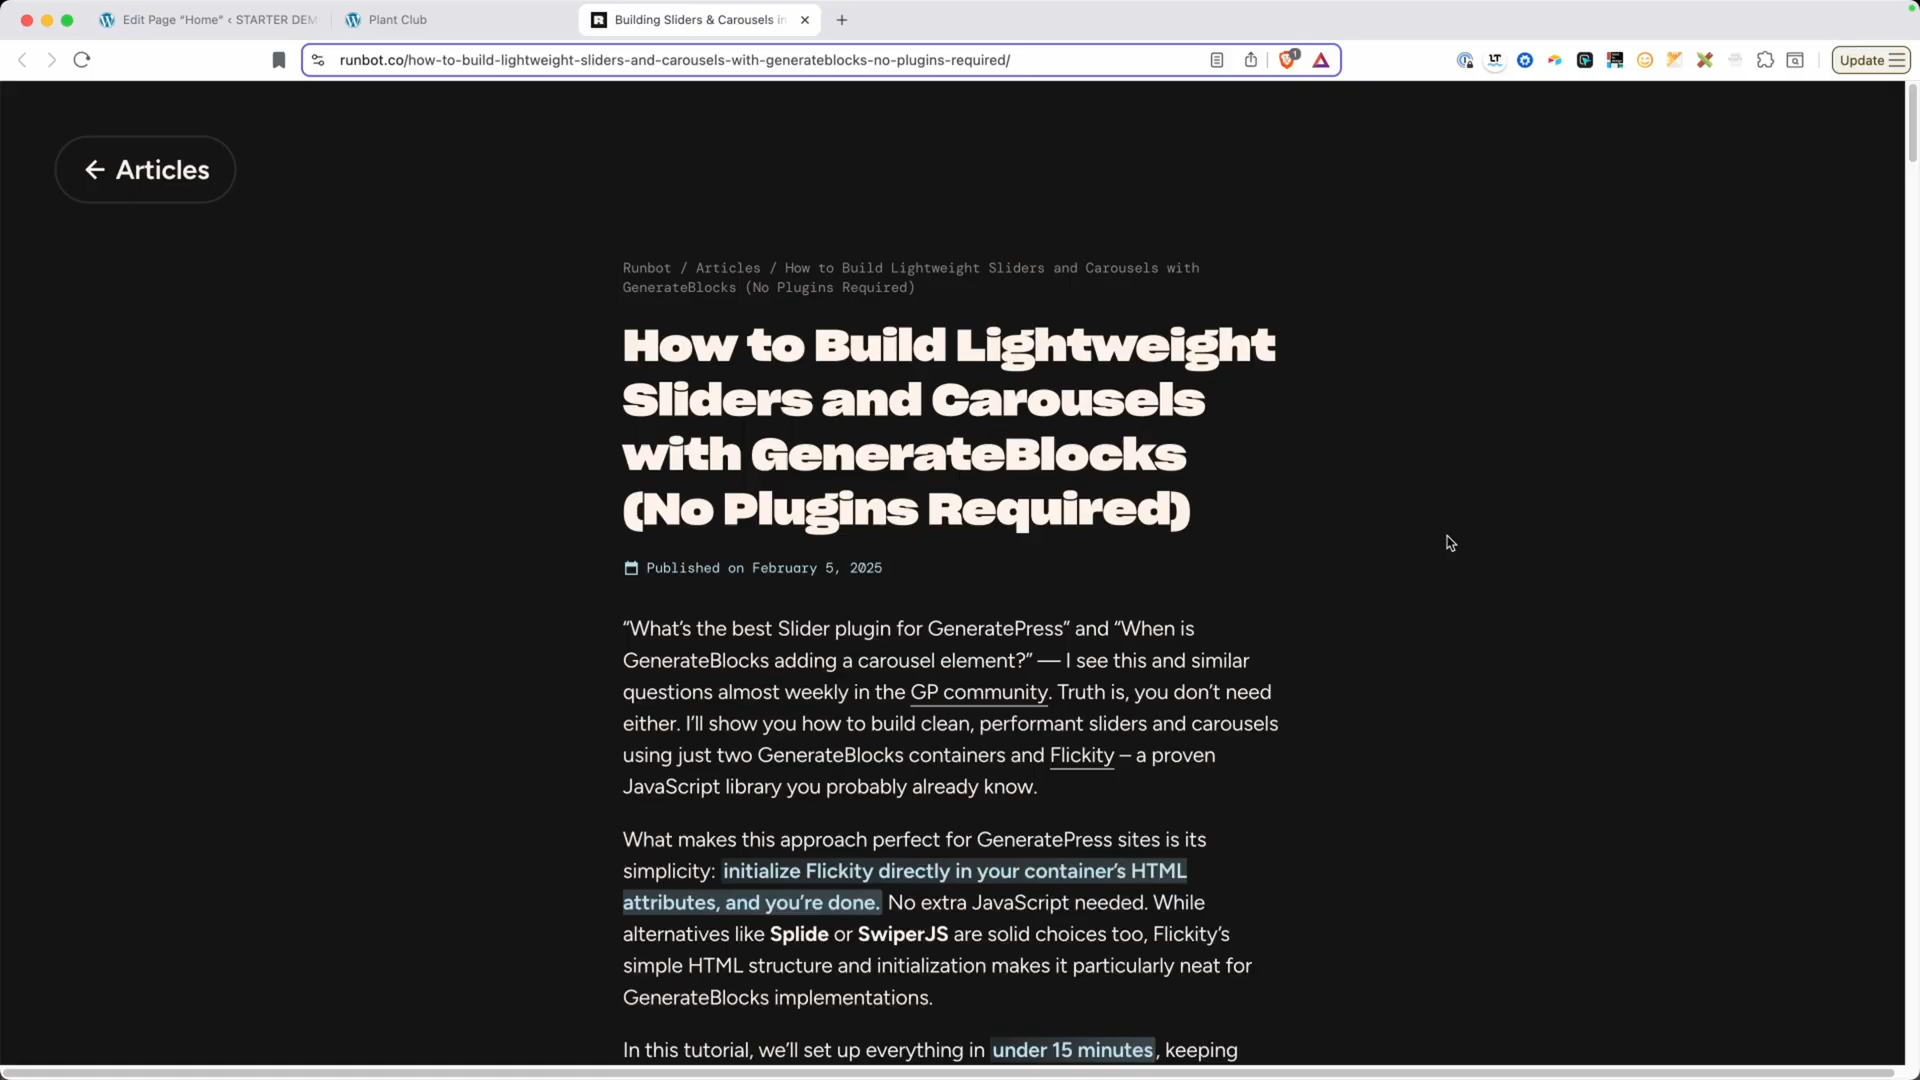 Edit Page “Home” ‹ STARTER DEM
Plant Club
Building Sliders & Carousels in
runbot.co/how-to-build-lightweight-sliders-and-carousels-with-generateblocks-no-plugins-required/
1
LT
Update
← Articles
Runbot / Articles / How to Build Lightweight Sliders and Carousels with
GenerateBlocks (No Plugins Required)
How to Build Lightweight
Sliders and Carousels
with GenerateBlocks
(No Plugins Required)
Published on February 5, 2025
“What’s the best Slider plugin for GeneratePress” and “When is
GenerateBlocks adding a carousel element?” — I see this and similar
questions almost weekly in the GP community. Truth is, you don’t need
either. I’ll show you how to build clean, performant sliders and carousels
using just two GenerateBlocks containers and Flickity – a proven
JavaScript library you probably already know.
What makes this approach perfect for GeneratePress sites is its
simplicity: initialize Flickity directly in your container’s HTML
attributes, and you’re done. No extra JavaScript needed. While
alternatives like Splide or SwiperJS are solid choices too, Flickity’s
simple HTML structure and initialization makes it particularly neat for
GenerateBlocks implementations.
In this tutorial, we’ll set up everything in under 15 minutes, keeping